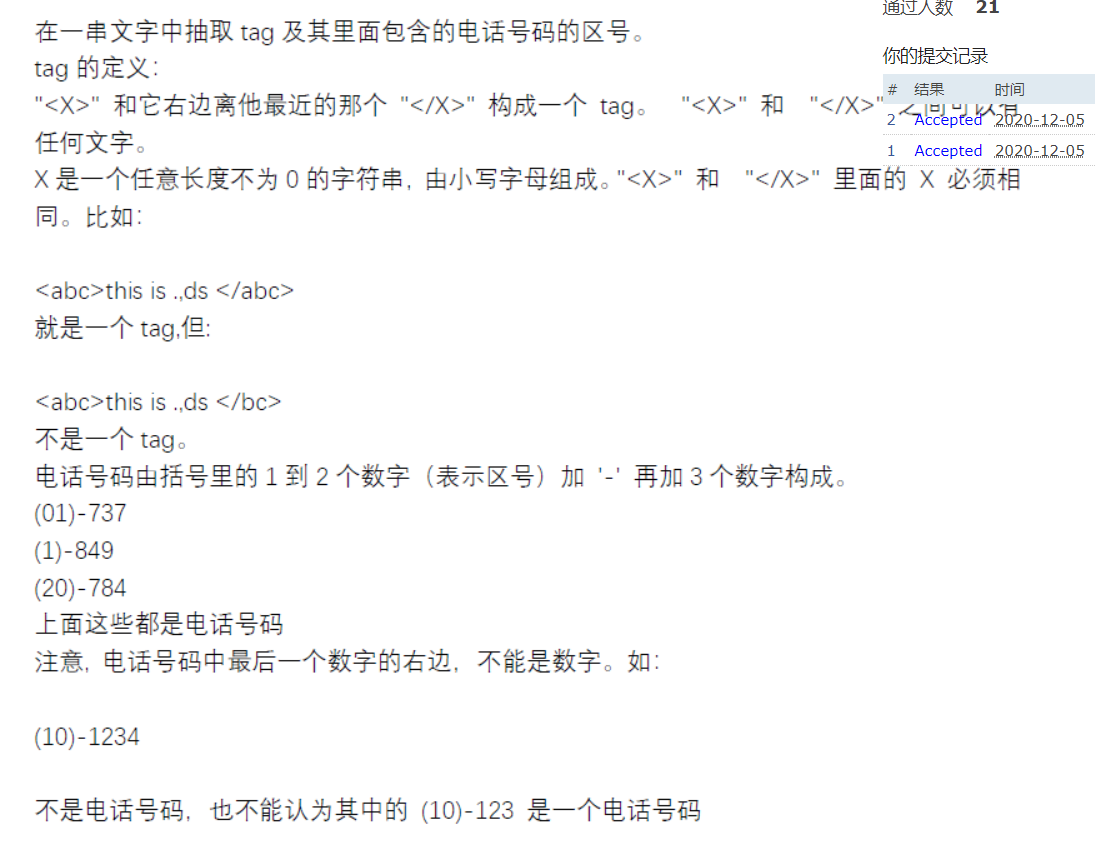 在一串文字中抽取 tag 及其里面包含的电话号码的区号。
tag 的定义：
"<X>" 和它右边离他最近的那个 "</X>" 构成一个 tag。 "<X>" 和 "</X>" 之间可以有
任何文字。
X 是一个任意长度不为 0 的字符串，由小写字母组成。"<X>" 和 "</X>" 里面的 X 必须相
同。比如：
<abc>this is .,ds </abc>
就是一个 tag,但:
<abc>this is .,ds </bc>
不是一个 tag。
电话号码由括号里的 1 到 2 个数字（表示区号）加 '-' 再加 3 个数字构成。
(01)-737
(1)-849
(20)-784
上面这些都是电话号码
注意，电话号码中最后一个数字的右边，不能是数字。如：
(10)-1234
不是电话号码，也不能认为其中的 (10)-123 是一个电话号码
通过人数 21
你的提交记录
# 结果 时间
2 Accepted 2020-12-05
1 Accepted 2020-12-05